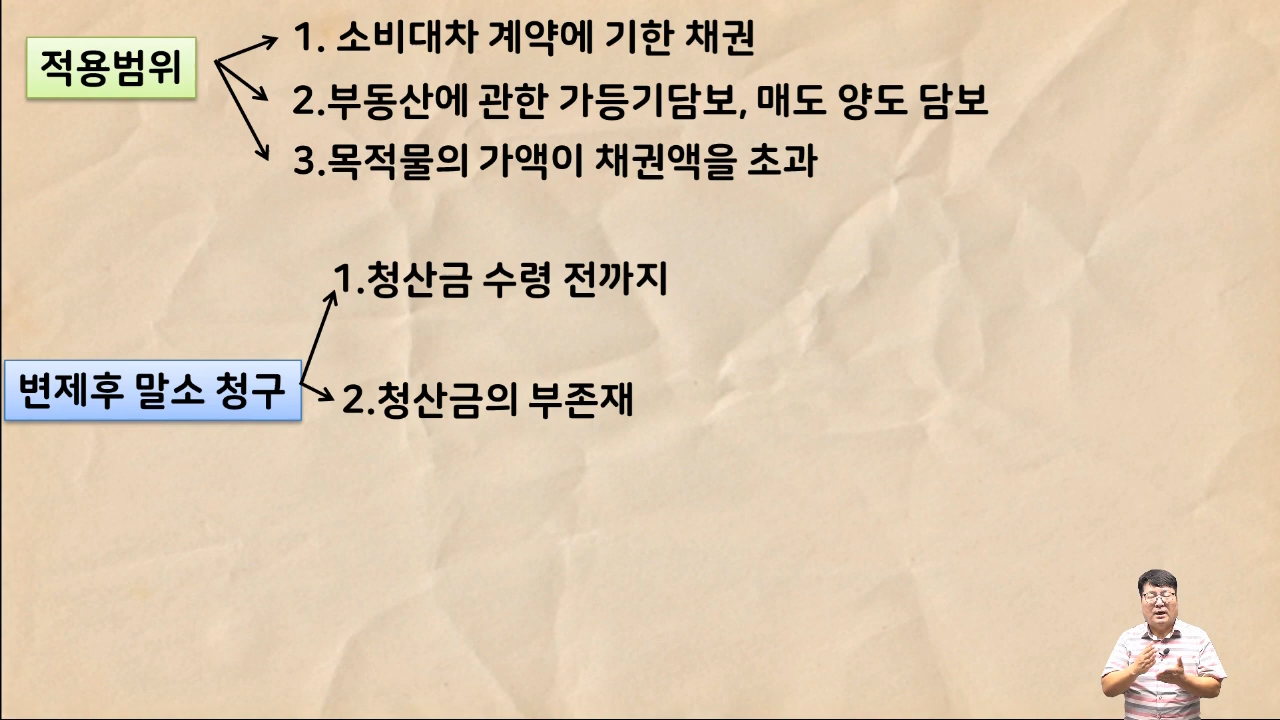 적용범위
1. 소비대차 계약에 기한 채권
2.부동산에 관한 가등기담보, 매도 양도 담보
3.목적물의 가액이 채권액을 초과
1.청산금 수령 전까지
변제후 말소 청구
2.청산금의 부존재